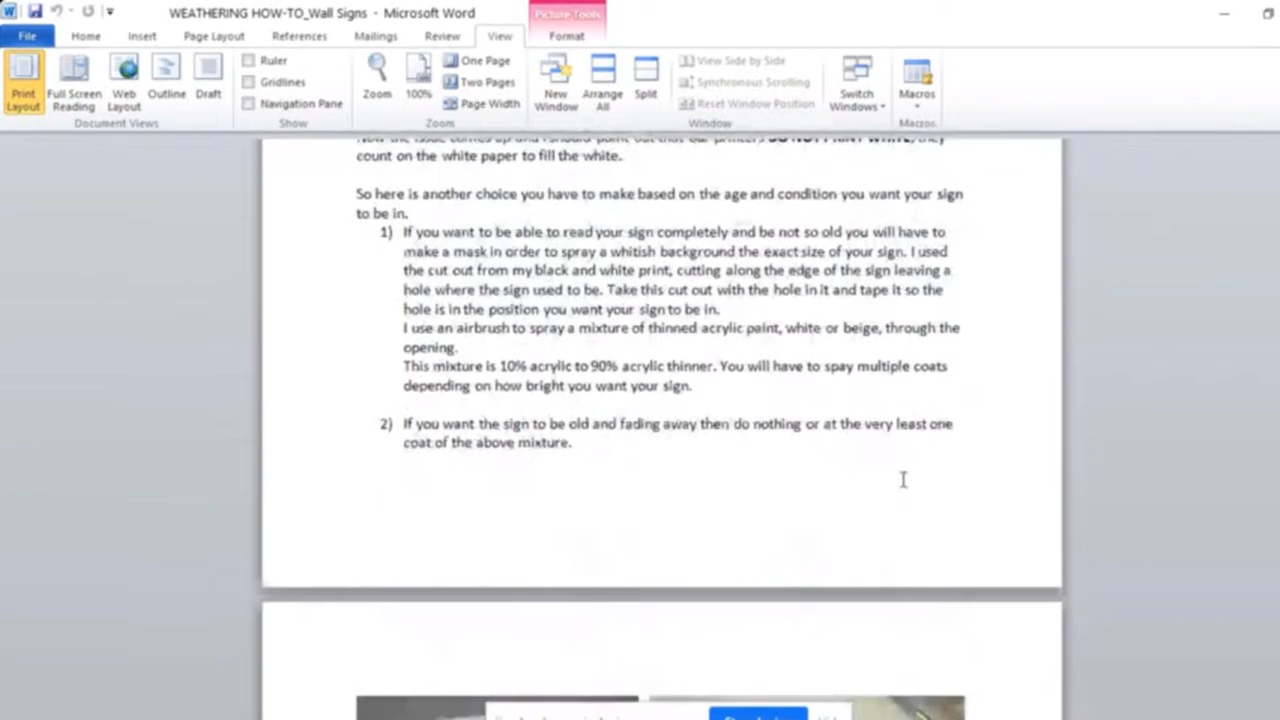 WEATHERING HOW-TO_Wall Signs - Microsoft Word
Picture Tools
File Home Insert Page Layout References Mailings Review View Format
Print Layout
Full Screen Reading
Web Layout
Outline
Draft
Document Views
Ruler
Gridlines
Navigation Pane
Show
Zoom
100%
One Page
Two Pages
Page Width
Zoom
New Window
Arrange All
Split
View Side by Side
Synchronous Scrolling
Reset Window Position
Window
Switch Windows
Macros
Macros
count on the white paper to fill the white.
So here is another choice you have to make based on the age and condition you want your sign
to be in.
1) If you want to be able to read your sign completely and be not so old you will have to
make a mask in order to spray a whitish background the exact size of your sign. I used
the cut out from my black and white print, cutting along the edge of the sign leaving a
hole where the sign used to be. Take this cut out with the hole in it and tape it so the
hole is in the position you want your sign to be in.
I use an airbrush to spray a mixture of thinned acrylic paint, white or beige, through the
opening.
This mixture is 10% acrylic to 90% acrylic thinner. You will have to spay multiple coats
depending on how bright you want your sign.
2) If you want the sign to be old and fading away then do nothing or at the very least one
coat of the above mixture.